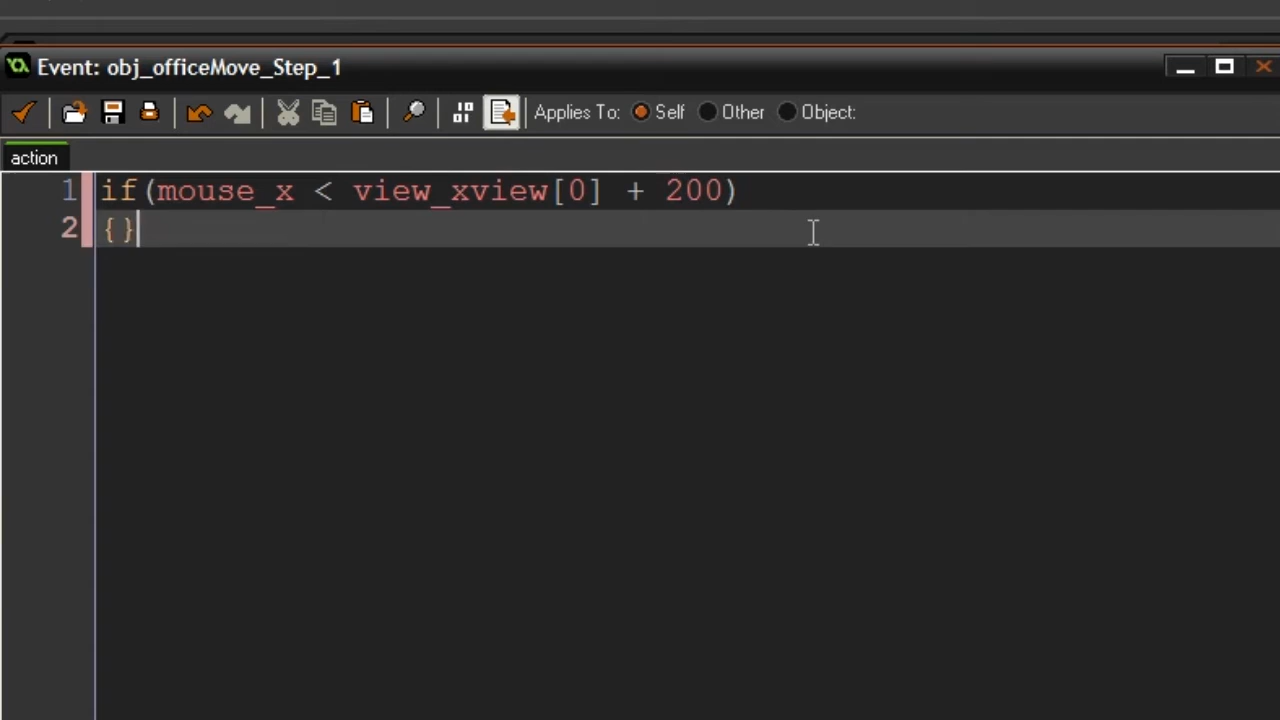 Event: obj_officeMove_Step_1
Applies To: Self Other Object:
action
1 if(mouse_x < view_xview[0] + 200)
2 {}